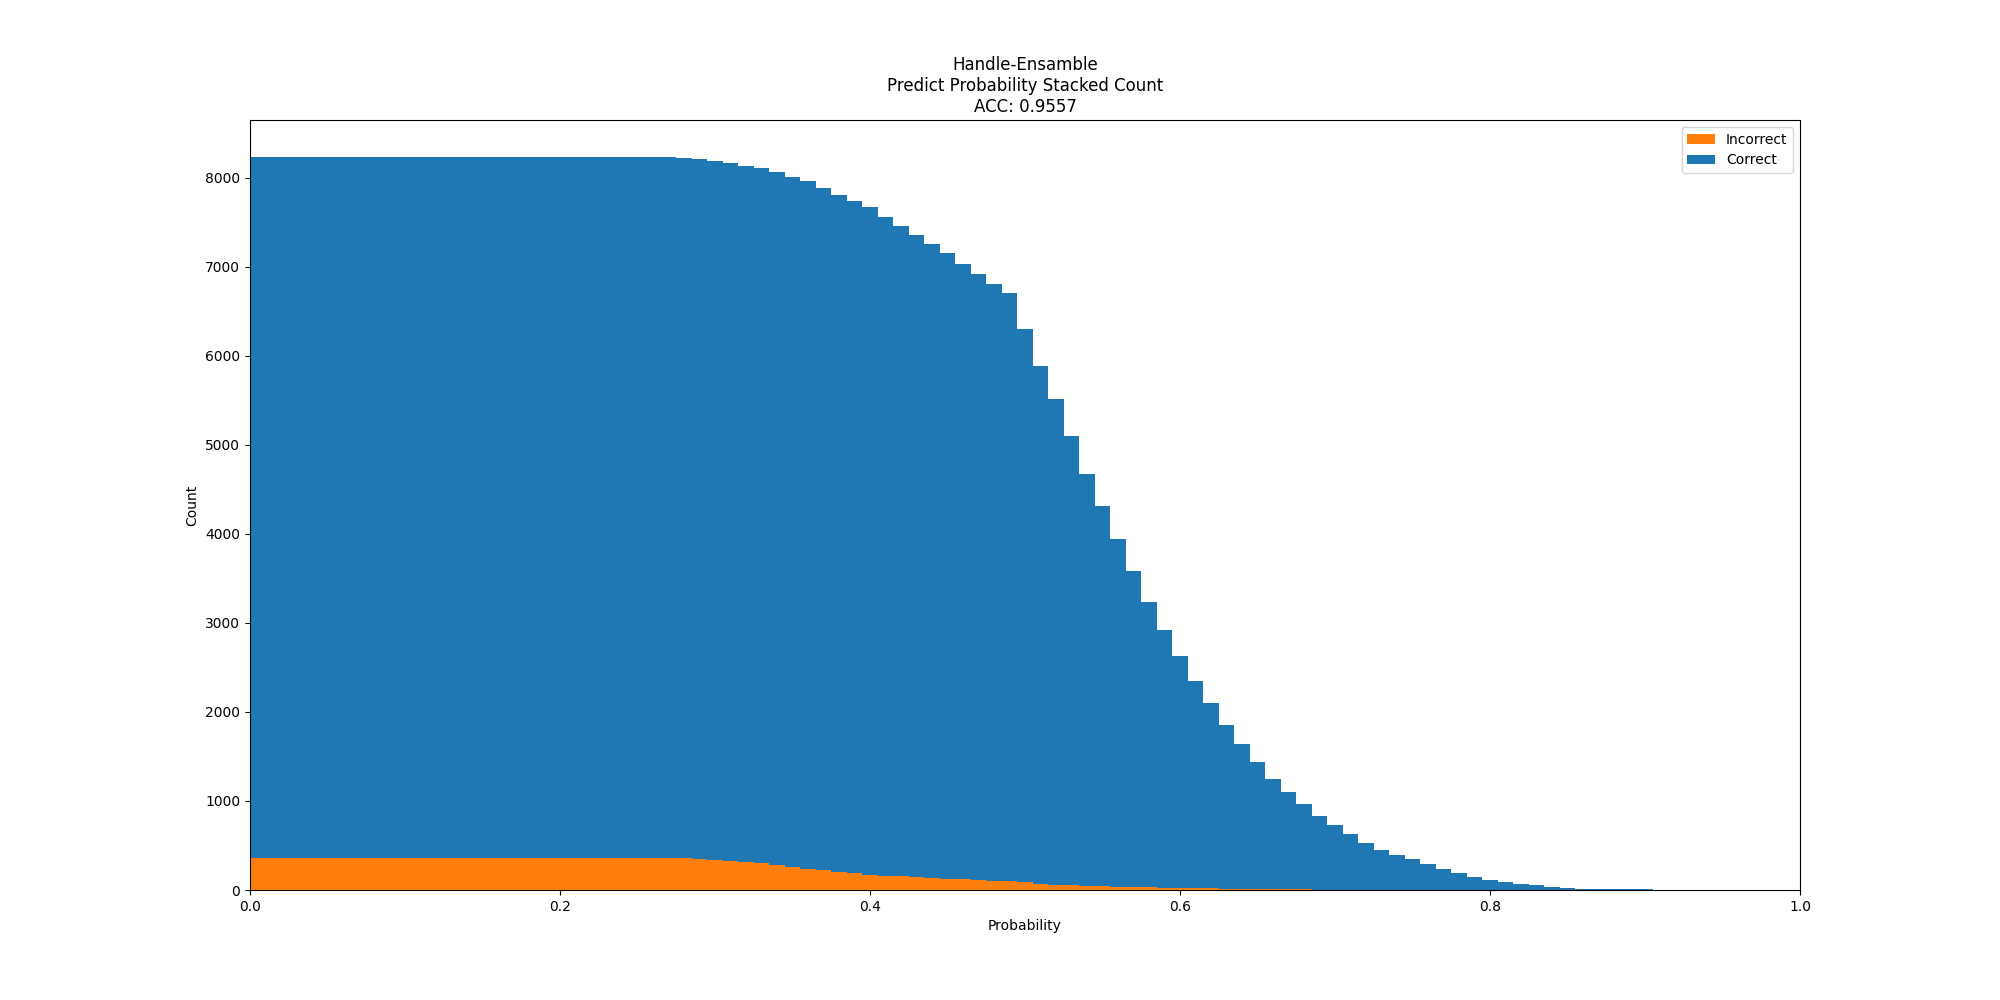 Handle-Ensamble
Predict Probability Stacked Count
ACC: 0.9557
Incorrect
Correct
8000
7000
6000
5000
4000
3000
2000
1000
0
Count
0.0 0.2 0.4 0.6 0.8 1.0
Probability